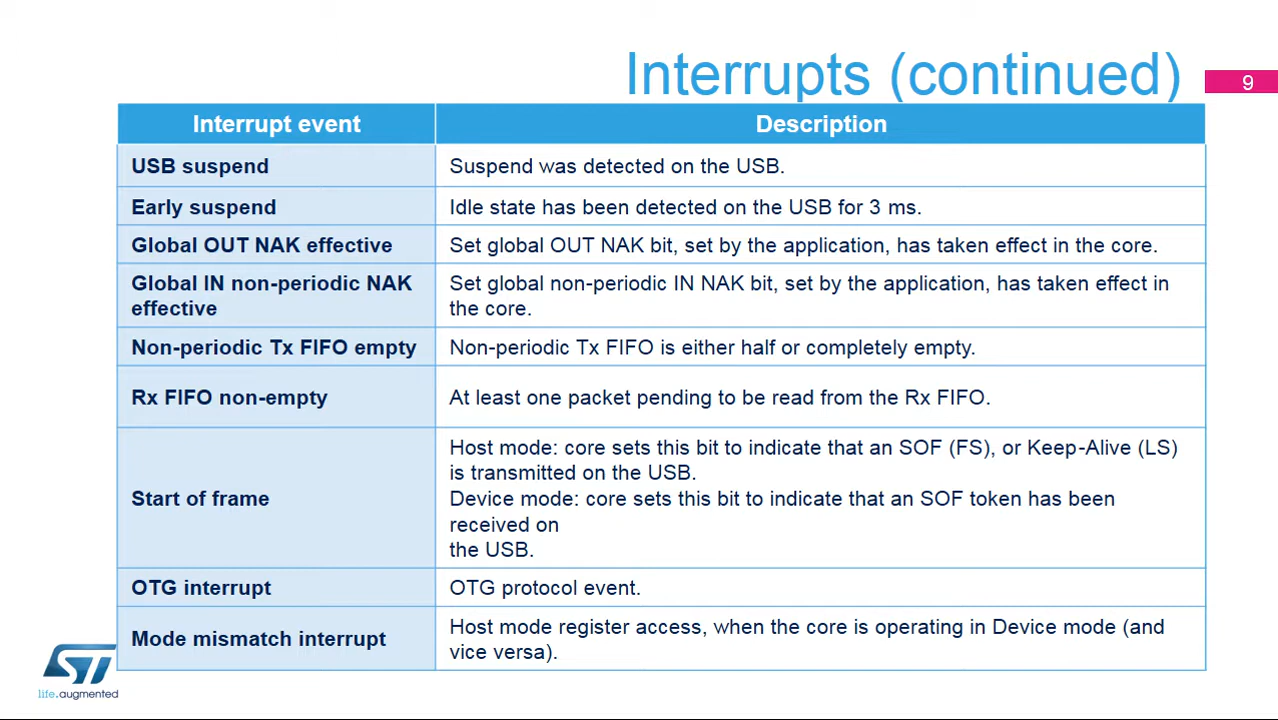 Interrupts (continued)
9
Interrupt event
Description
USB suspend
Suspend was detected on the USB.
Early suspend
Idle state has been detected on the USB for 3 ms.
Global OUT NAK effective
Set global OUT NAK bit, set by the application, has taken effect in the core.
Global IN non-periodic NAK
effective
Set global non-periodic IN NAK bit, set by the application, has taken effect in
the core.
Non-periodic Tx FIFO empty
Non-periodic Tx FIFO is either half or completely empty.
Rx FIFO non-empty
At least one packet pending to be read from the Rx FIFO.
Start of frame
Host mode: core sets this bit to indicate that an SOF (FS), or Keep-Alive (LS)
is transmitted on the USB.
Device mode: core sets this bit to indicate that an SOF token has been
received on
the USB.
OTG interrupt
OTG protocol event.
Mode mismatch interrupt
Host mode register access, when the core is operating in Device mode (and
vice versa).
ST
life.augmented